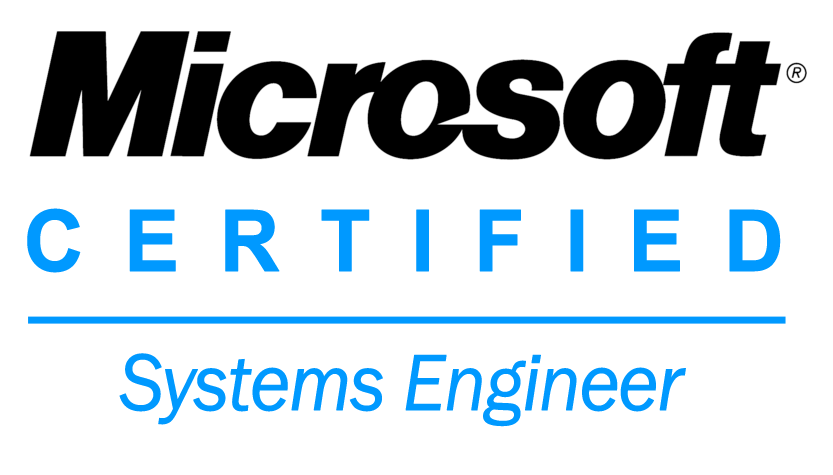 Microsoft®
CERTIFIED
Systems Engineer